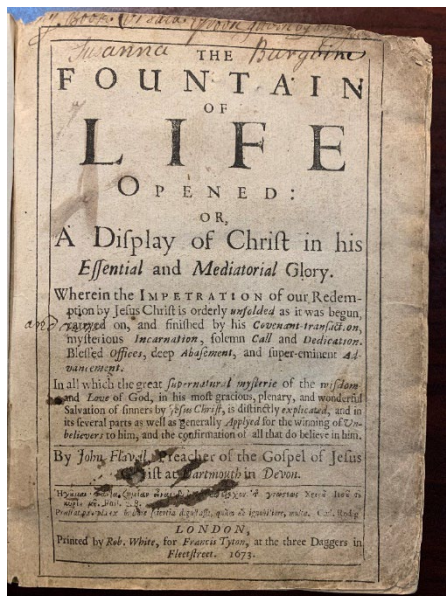 Susanna Burgoine
THE
FOUNTAIN
OF
LIFE
OPENED:
OR,
A Display of Chriſt in his
Eſſential and Mediatorial Glory.
Wherein the IMPETRATION of our Redem-
ption by Jeſus Chriſt is orderly unfolded as it was begun,
carryed on, and finiſhed by his Covenant-tranſaction,
myſterious Incarnation, ſolemn Call and Dedication.
Bleſſed Offices, deep Abaſement, and ſuper-eminent Ad-
vancement.
In all which the great ſupernatural myſterie of the wiſdom
and Love of God, in his moſt gracious, plenary, and wonderful
Salvation of ſinners by Jeſus Chriſt, is diſtinctly explicated, and in
its ſeveral parts as well as generally Applyed for the winning of Un-
believers to him, and the confirmation of all that do believe in him.
By John Flavel, Preacher of the Goſpel of Jeſus
Chriſt at Dartmouth in Devon.
LONDON,
Printed by Rob. White, for Francis Tyton, at the three Daggers in
Fleetſtreet. 1673.